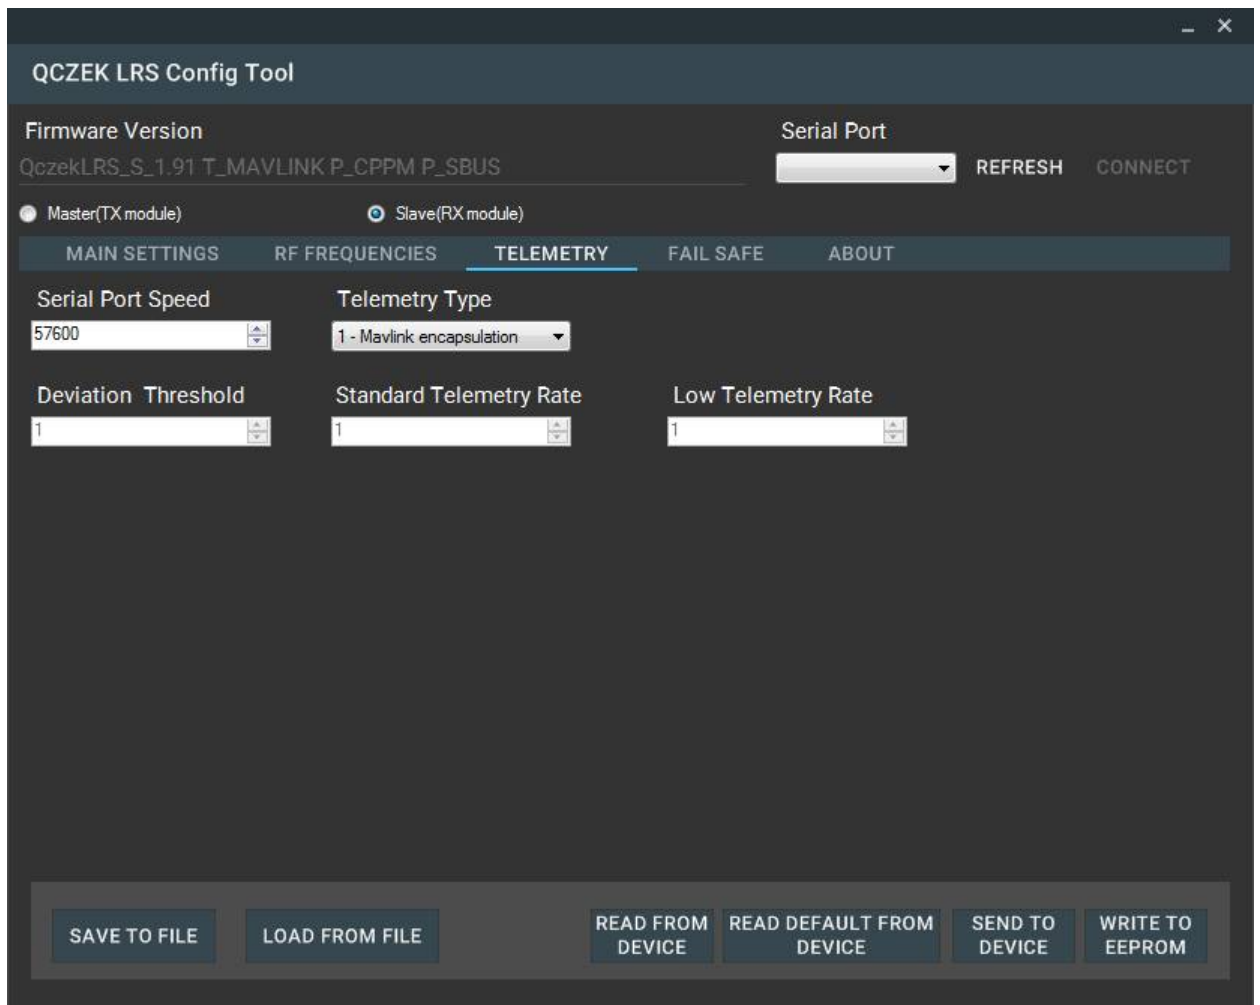 QCZEK LRS Config Tool
Firmware Version
Serial Port
QczekLRS_S_1.91 T_MAVLINK P_CPPM P_SBUS
REFRESH
CONNECT
Master(TX module)
Slave(RX module)
MAIN SETTINGS
RF FREQUENCIES
TELEMETRY
FAIL SAFE
ABOUT
Serial Port Speed
Telemetry Type
57600
1 - Mavlink encapsulation
Deviation Threshold
Standard Telemetry Rate
Low Telemetry Rate
1
1
1
SAVE TO FILE
LOAD FROM FILE
READ FROM
DEVICE
READ DEFAULT FROM
DEVICE
SEND TO
DEVICE
WRITE TO
EEPROM